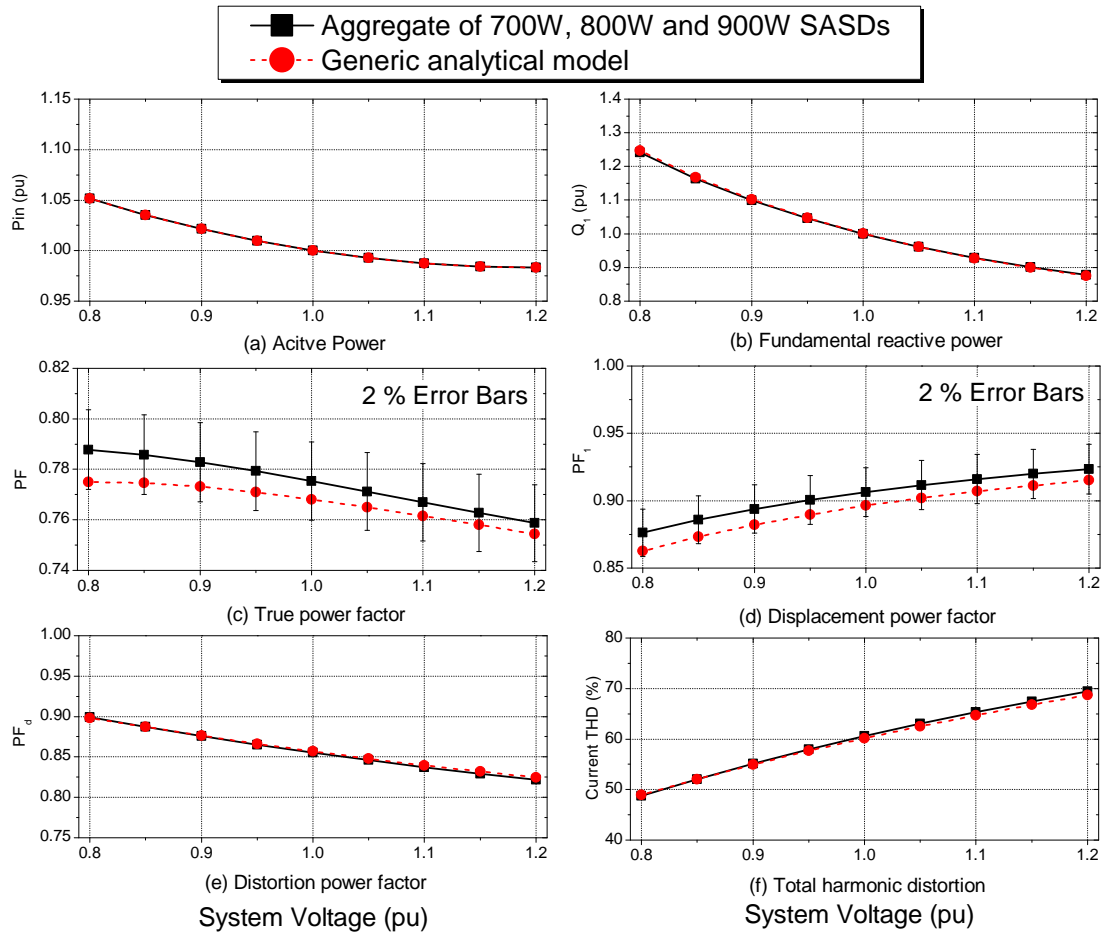 Aggregate of 700W, 800W and 900W SASDs
Generic analytical model
1.15
1.10
1.05
1.00
0.95
Pin (pu)
0.8 0.9 1.0 1.1 1.2
(a) Acitve Power
1.4
1.3
1.2
1.1
1.0
0.9
0.8
Q1 (pu)
0.8 0.9 1.0 1.1 1.2
(b) Fundamental reactive power
0.82
0.80
0.78
0.76
0.74
PF
2 % Error Bars
0.8 0.9 1.0 1.1 1.2
(c) True power factor
1.00
0.95
0.90
0.85
PF1
2 % Error Bars
0.8 0.9 1.0 1.1 1.2
(d) Displacement power factor
1.00
0.95
0.90
0.85
0.80
0.75
PFd
0.8 0.9 1.0 1.1 1.2
(e) Distortion power factor
System Voltage (pu)
80
70
60
50
40
Current THD (%)
0.8 0.9 1.0 1.1 1.2
(f) Total harmonic distortion
System Voltage (pu)